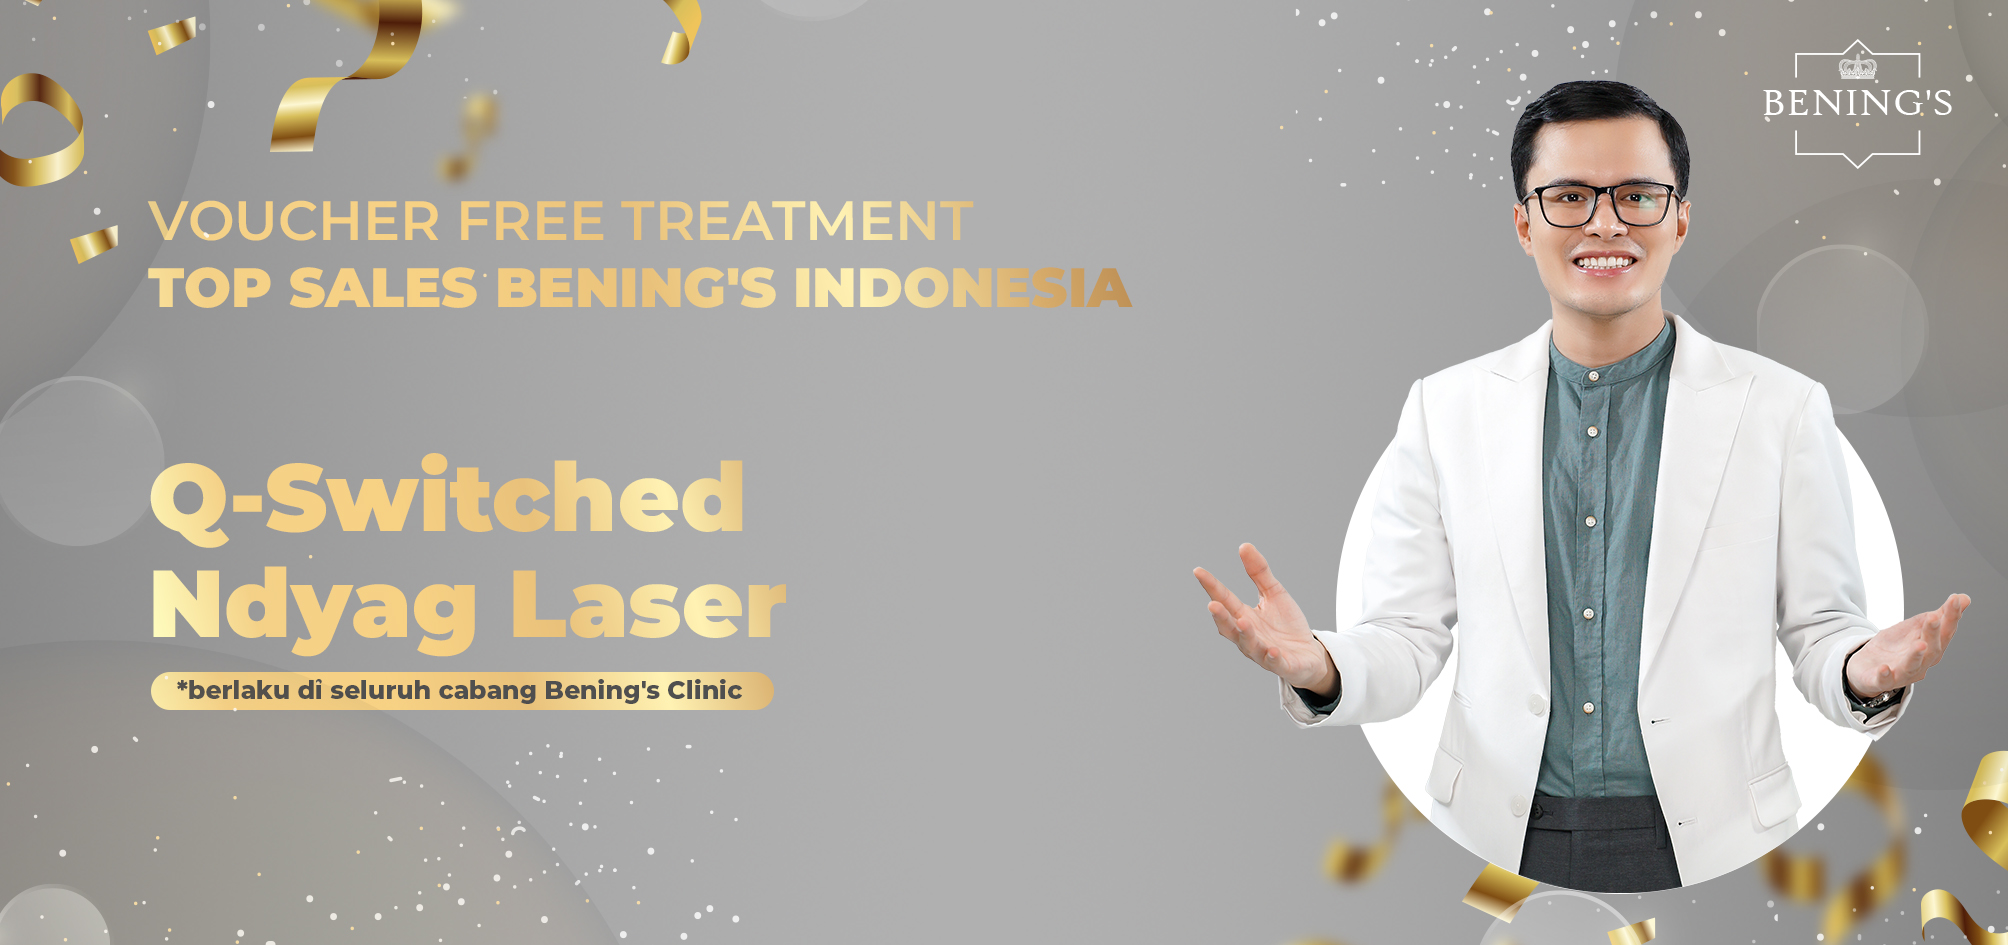 BENING'S
VOUCHER FREE TREATMENT
TOP SALES BENING'S INDONESIA
Q-Switched
Ndyag Laser
*berlaku di seluruh cabang Bening's Clinic